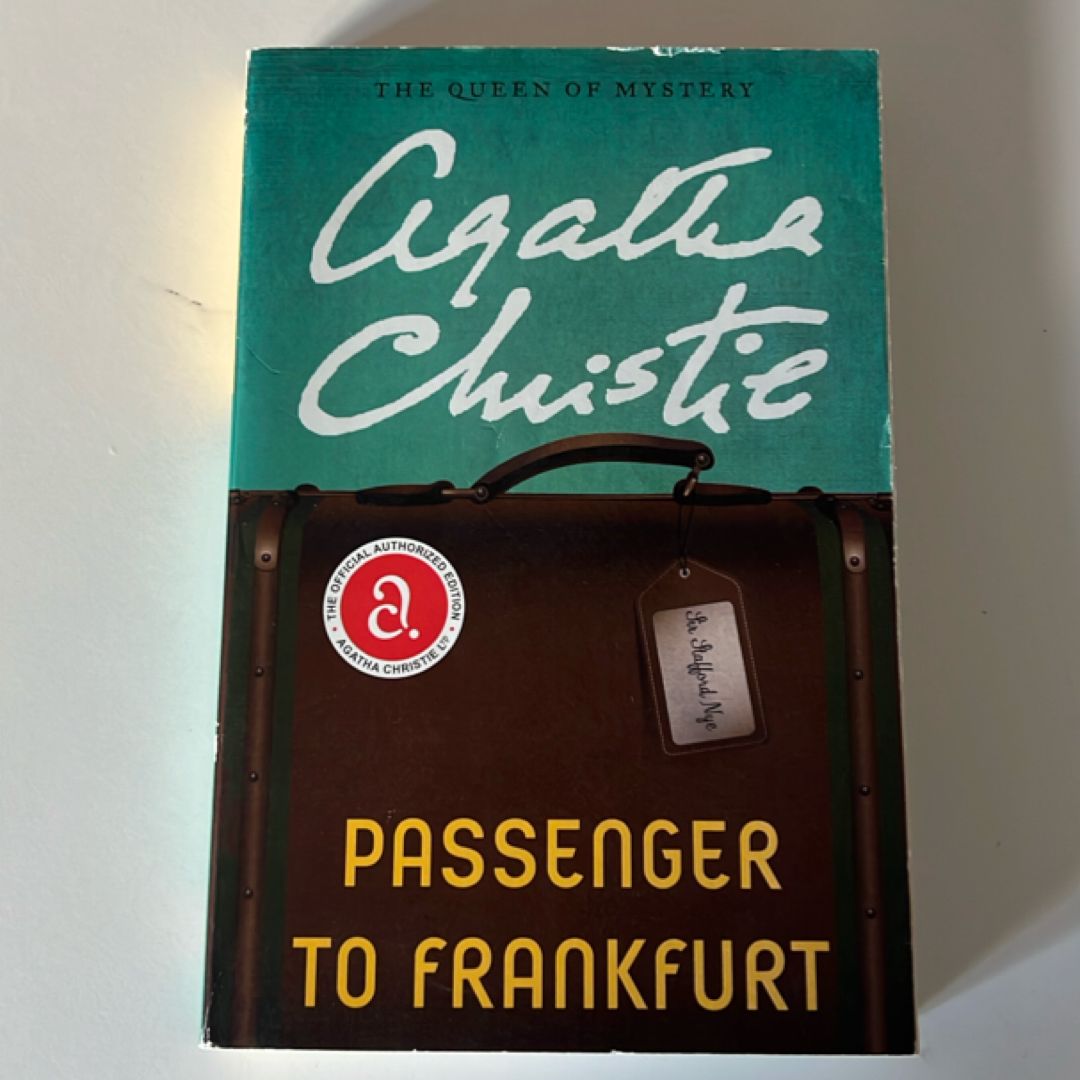 THE QUEEN OF MYSTERY
Agatha
Christie
THE OFFICIAL AUTHORIZED EDITION
a.
• AGATHA CHRISTIE LTD •
Sir Stafford Nye
PASSENGER
TO FRANKFURT